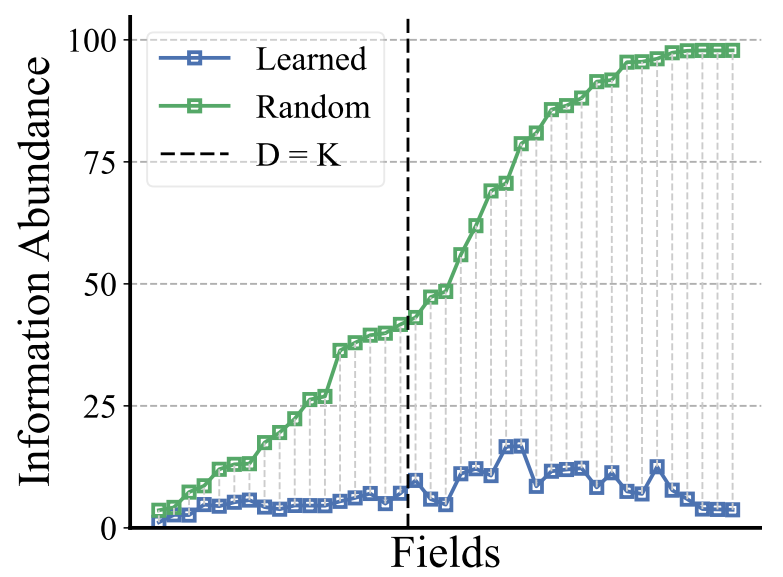 100
75
50
25
0
Information Abundance
Learned
Random
D = K
Fields